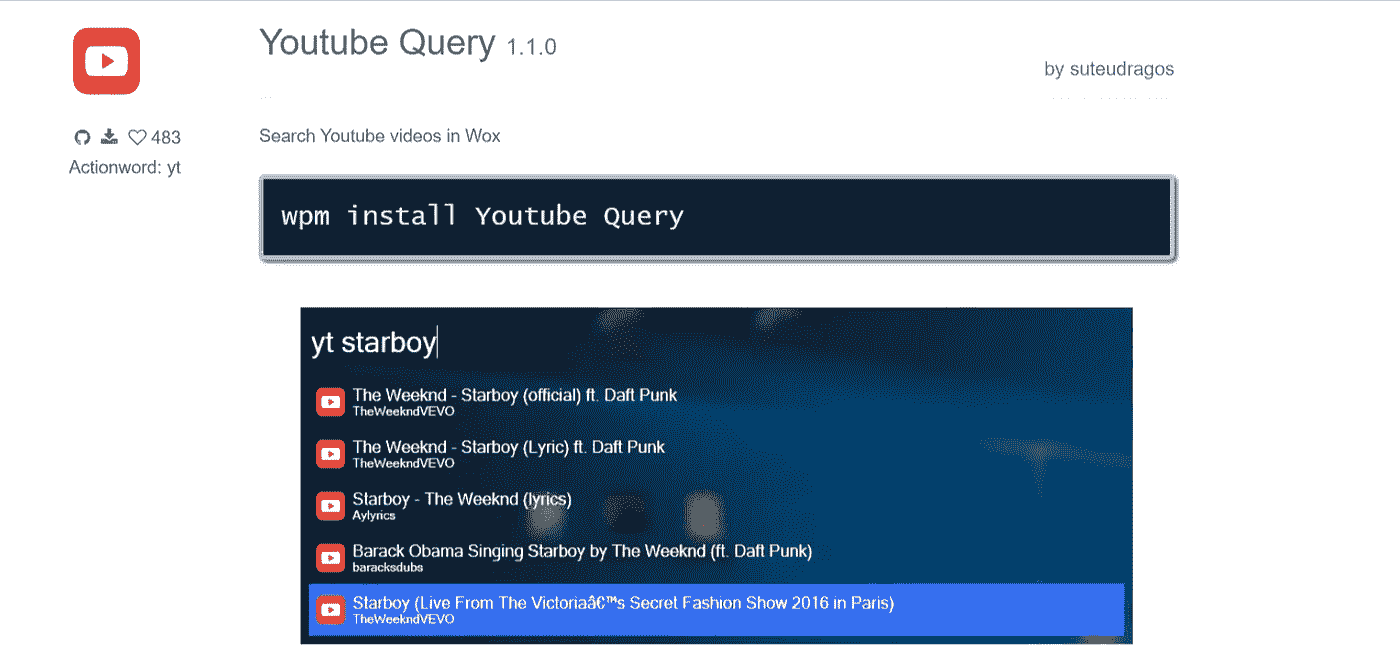 Youtube Query 1.1.0
by suteudragos
483
Actionword: yt
Search Youtube videos in Wox
wpm install Youtube Query
yt starboy
The Weeknd - Starboy (official) ft. Daft Punk
TheWeekndVEVO
The Weeknd - Starboy (Lyric) ft. Daft Punk
TheWeekndVEVO
Starboy - The Weeknd (lyrics)
Aylyrics
Barack Obama Singing Starboy by The Weeknd (ft. Daft Punk)
baracksdubs
Starboy (Live From The Victoria’s Secret Fashion Show 2016 in Paris)
TheWeekndVEVO